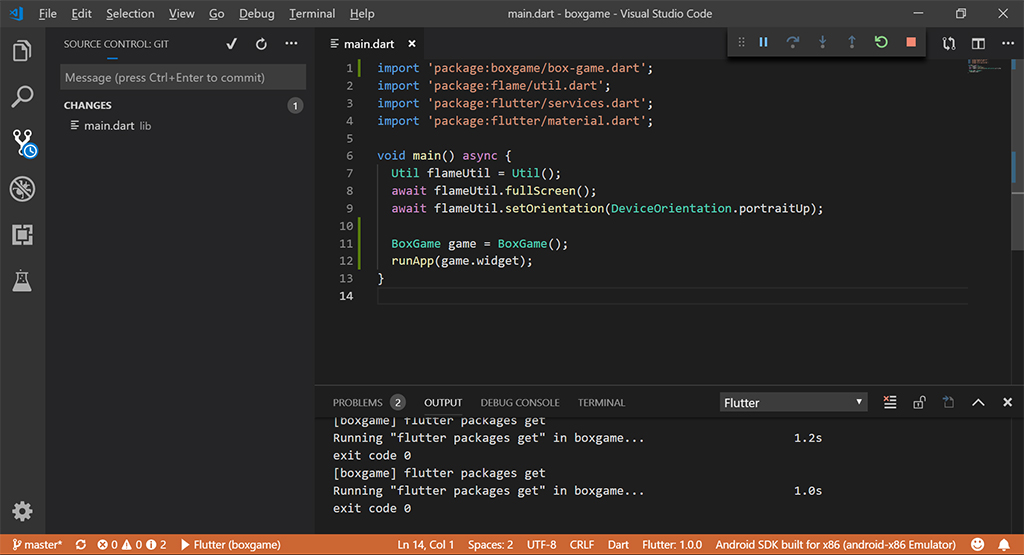 File Edit Selection View Go Debug Terminal Help main.dart - boxgame - Visual Studio Code
SOURCE CONTROL: GIT
Message (press Ctrl+Enter to commit)
CHANGES 1
main.dart lib
main.dart
1 import 'package:boxgame/box-game.dart';
2 import 'package:flame/util.dart';
3 import 'package:flutter/services.dart';
4 import 'package:flutter/material.dart';
5
6 void main() async {
7 Util flameUtil = Util();
8 await flameUtil.fullScreen();
9 await flameUtil.setOrientation(DeviceOrientation.portraitUp);
10
11 BoxGame game = BoxGame();
12 runApp(game.widget);
13 }
14
PROBLEMS 2 OUTPUT DEBUG CONSOLE TERMINAL Flutter
[boxgame] flutter packages get
Running "flutter packages get" in boxgame... 1.2s
exit code 0
[boxgame] flutter packages get
Running "flutter packages get" in boxgame... 1.0s
exit code 0
master* 0 0 2 Flutter (boxgame) Ln 14, Col 1 Spaces: 2 UTF-8 CRLF Dart Flutter: 1.0.0 Android SDK built for x86 (android-x86 Emulator)